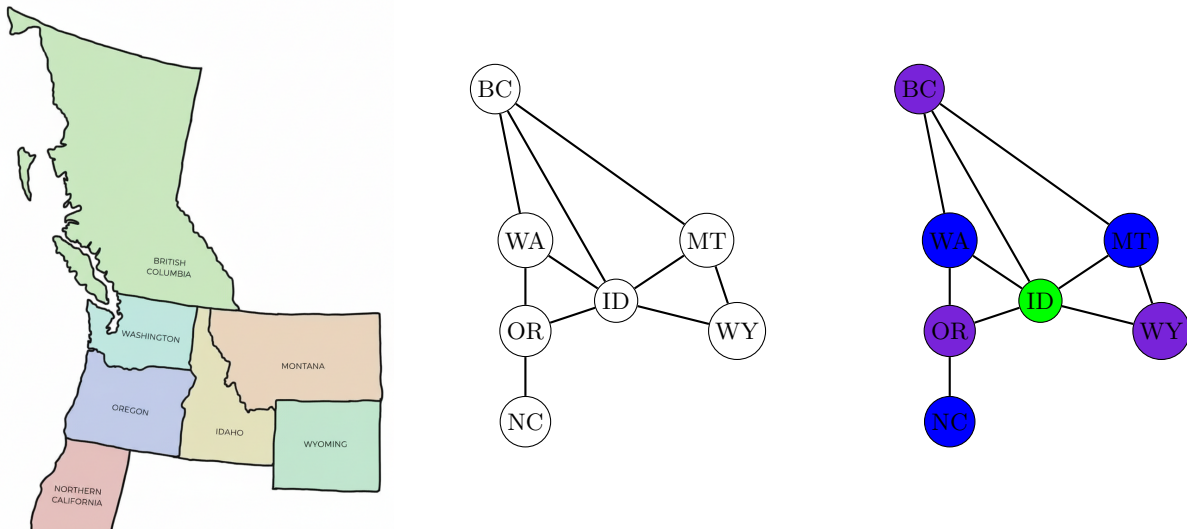 BRITISH
COLUMBIA
WASHINGTON
MONTANA
OREGON
IDAHO
WYOMING
NORTHERN
CALIFORNIA
BC
WA
MT
ID
OR
WY
NC
BC
WA
MT
ID
OR
WY
NC